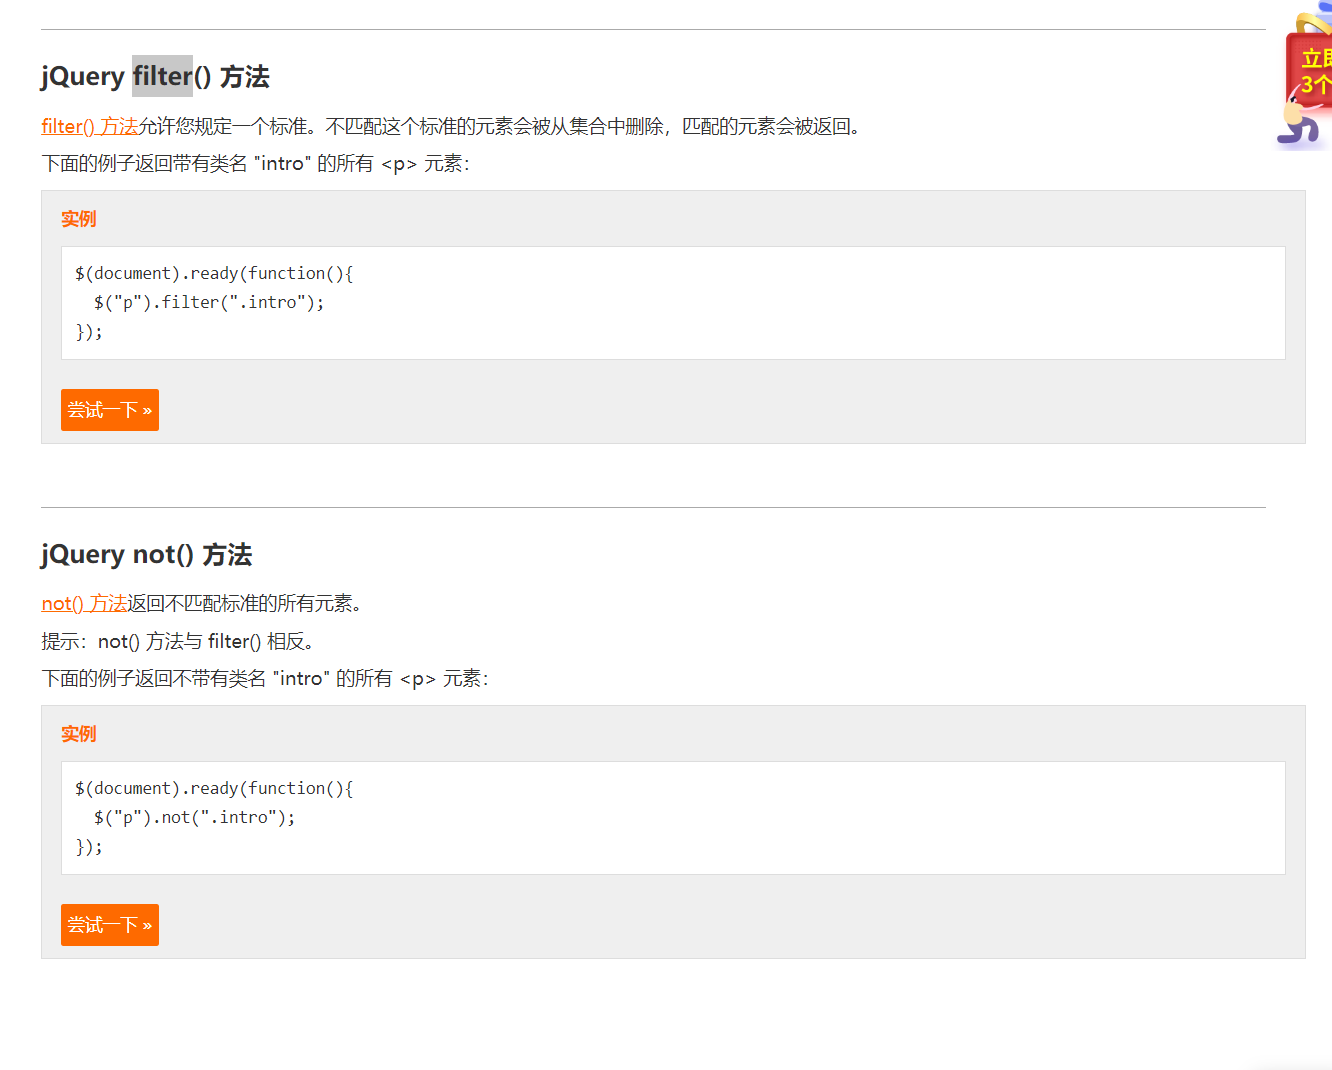 jQuery filter() 方法
filter() 方法允许您规定一个标准。不匹配这个标准的元素会被从集合中删除，匹配的元素会被返回。
下面的例子返回带有类名 "intro" 的所有 <p> 元素：
实例
$(document).ready(function(){
  $("p").filter(".intro");
});
尝试一下 »
jQuery not() 方法
not() 方法返回不匹配标准的所有元素。
提示：not() 方法与 filter() 相反。
下面的例子返回不带有类名 "intro" 的所有 <p> 元素：
实例
$(document).ready(function(){
  $("p").not(".intro");
});
尝试一下 »
立
3个